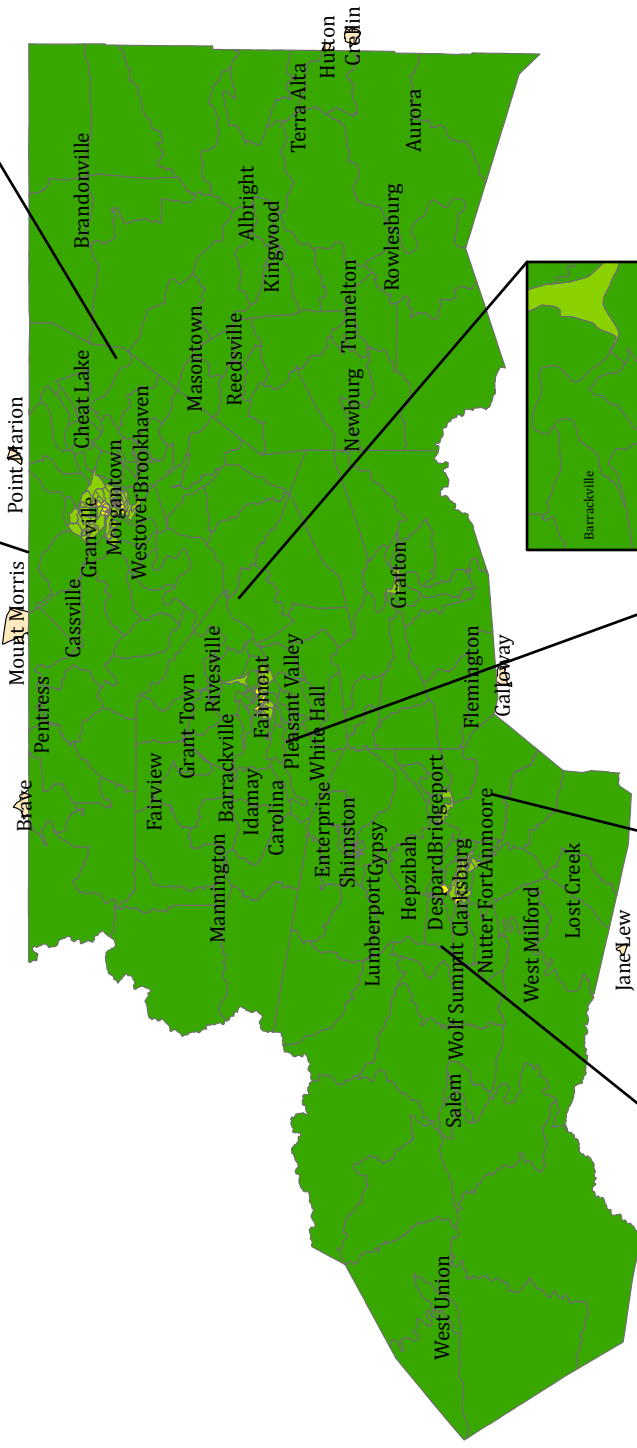 Hutton
Crellin
Terra Alta
Aurora
Brandonville
Albright
Kingwood
Rowlesburg
Tunnelton
Masontown
Reedsville
Newburg
Cheat Lake
Brookhaven
Point Marion
Morgantown
Granville
Westover
Grafton
Mount Morris
Cassville
Pentress
Rivesville
Fairmont
Pleasant Valley
White Hall
Flemington
Galloway
Grant Town
Barrackville
Fairview
Idamay
Carolina
Brave
Mannington
Enterprise
Shinnston
Gypsy
Lumberport
Hepzibah
Bridgeport
Despard
Anmoore
Clarksburg
Nutter Fort
Lost Creek
West Milford
Jane Lew
Wolf Summit
Salem
West Union
Barrackville